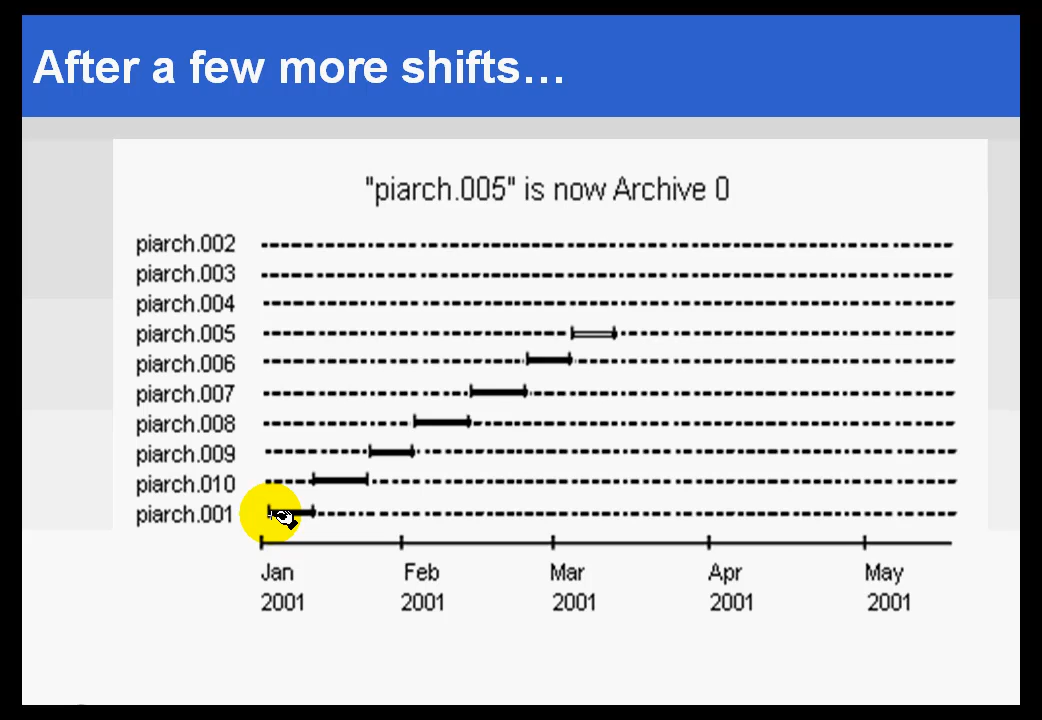 After a few more shifts…
"piarch.005" is now Archive 0
piarch.002
piarch.003
piarch.004
piarch.005
piarch.006
piarch.007
piarch.008
piarch.009
piarch.010
piarch.001
Jan Feb Mar Apr May
2001 2001 2001 2001 2001